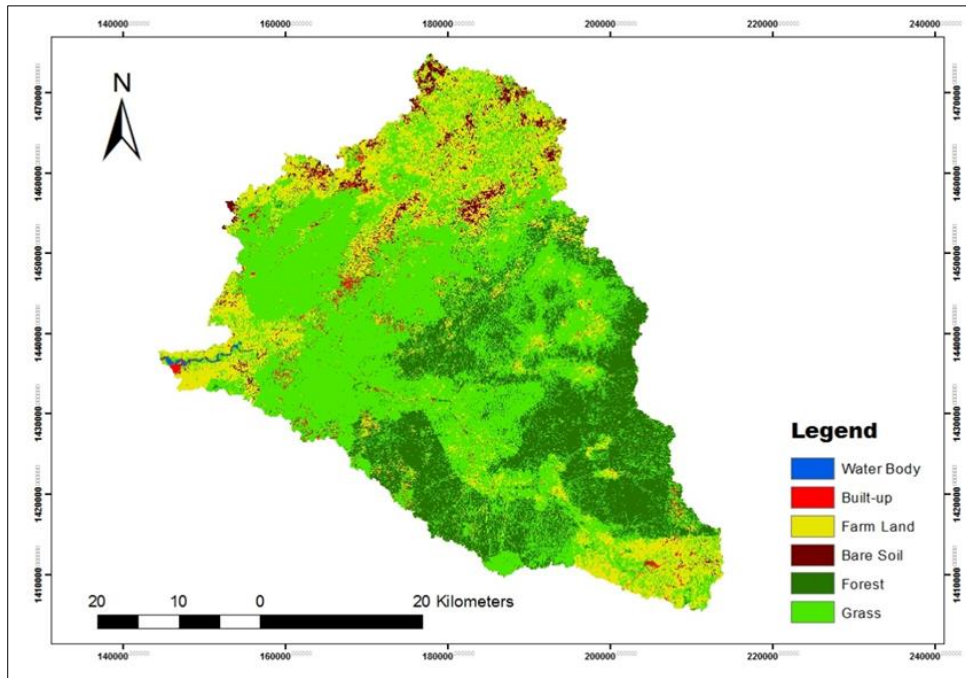 140000 160000 180000 200000 220000 240000
N
1470000 1470000
1460000 1460000
1450000 1450000
1440000 1440000
1430000 1430000
1420000 1420000
1410000 1410000
Legend
Water Body
Built-up
Farm Land
Bare Soil
Forest
Grass
20 10 0 20 Kilometers
140000 160000 180000 200000 220000 240000